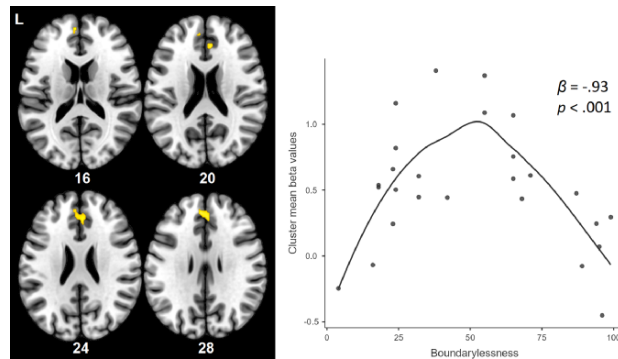 L
16
20
24
28
β = -.93
p < .001
Cluster mean beta values
1.0
0.5
0.0
-0.5
0
25
50
75
100
Boundarylessness